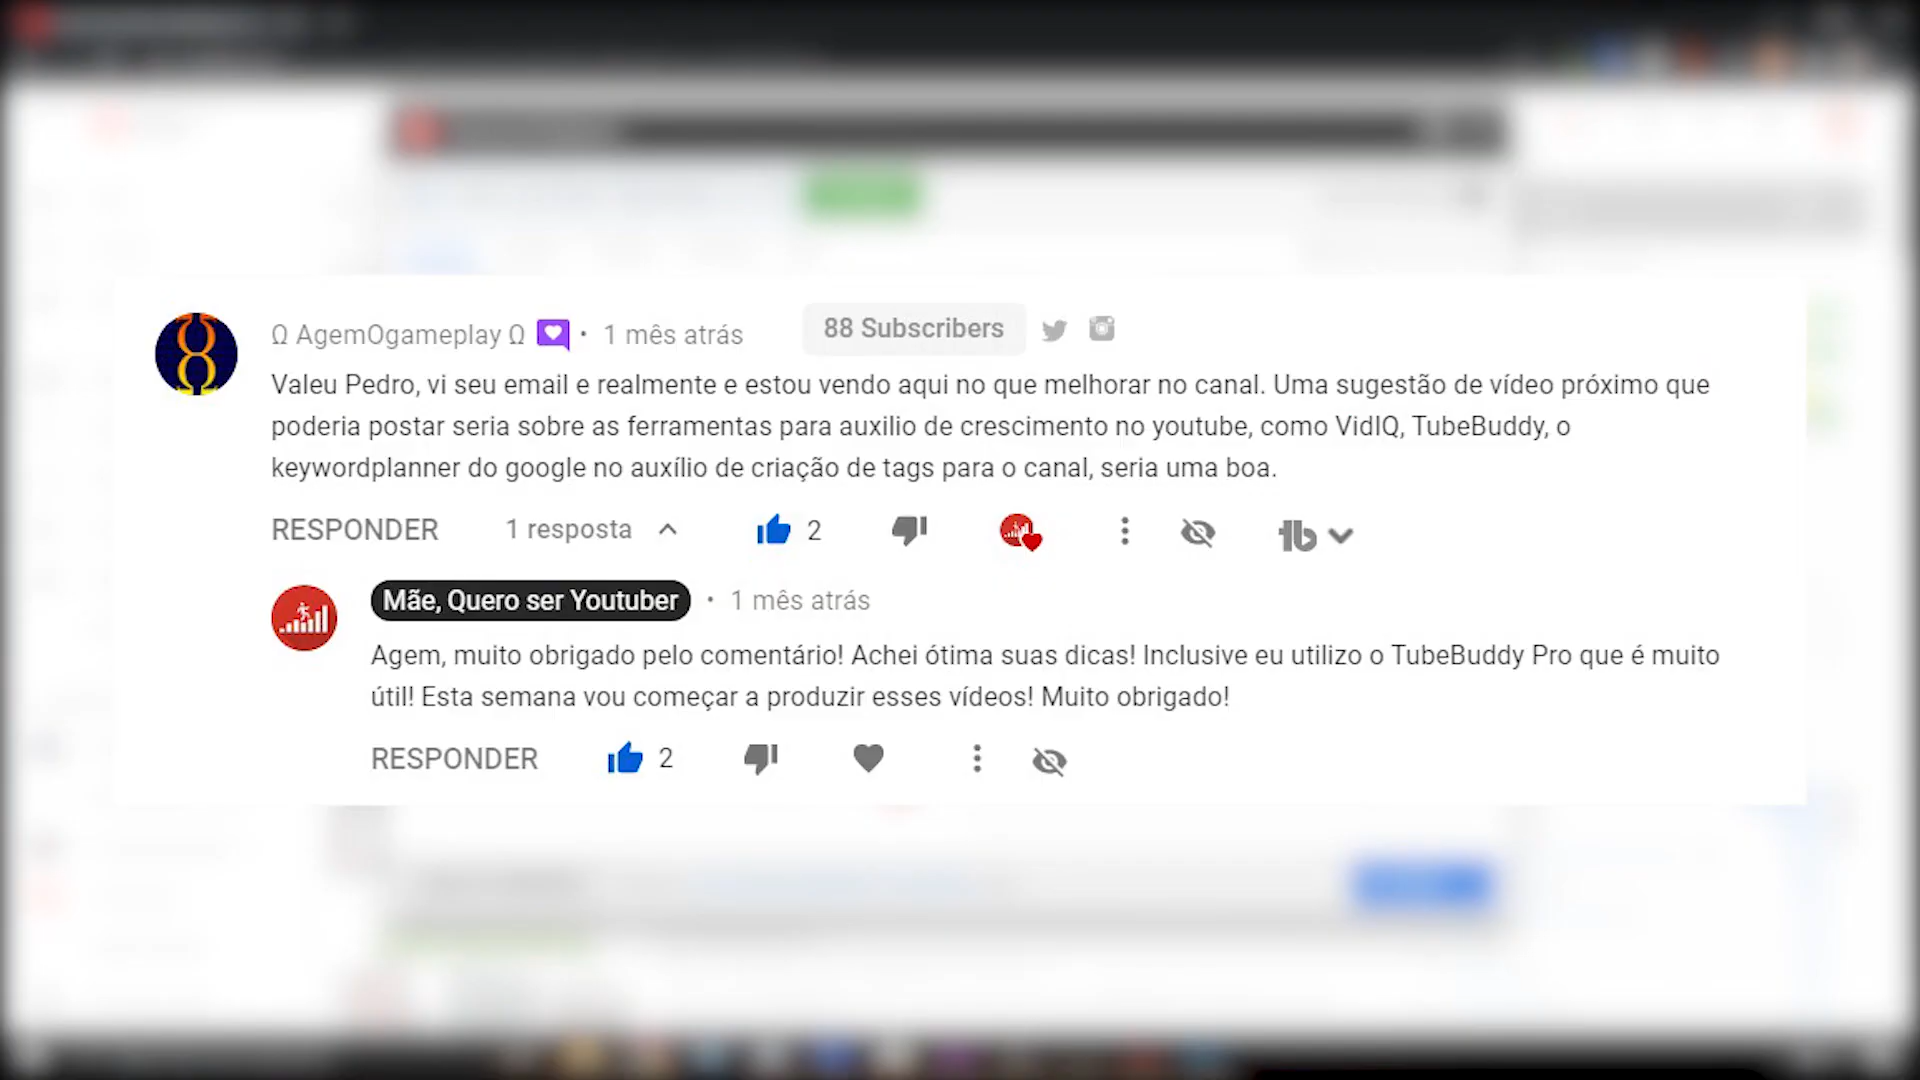 Ω AgemOgameplay Ω • 1 mês atrás 88 Subscribers
Valeu Pedro, vi seu email e realmente e estou vendo aqui no que melhorar no canal. Uma sugestão de vídeo próximo que
poderia postar seria sobre as ferramentas para auxilio de crescimento no youtube, como VidIQ, TubeBuddy, o
keywordplanner do google no auxílio de criação de tags para o canal, seria uma boa.
RESPONDER 1 resposta 2 tb
Mãe, Quero ser Youtuber • 1 mês atrás
Agem, muito obrigado pelo comentário! Achei ótima suas dicas! Inclusive eu utilizo o TubeBuddy Pro que é muito
útil! Esta semana vou começar a produzir esses vídeos! Muito obrigado!
RESPONDER 2